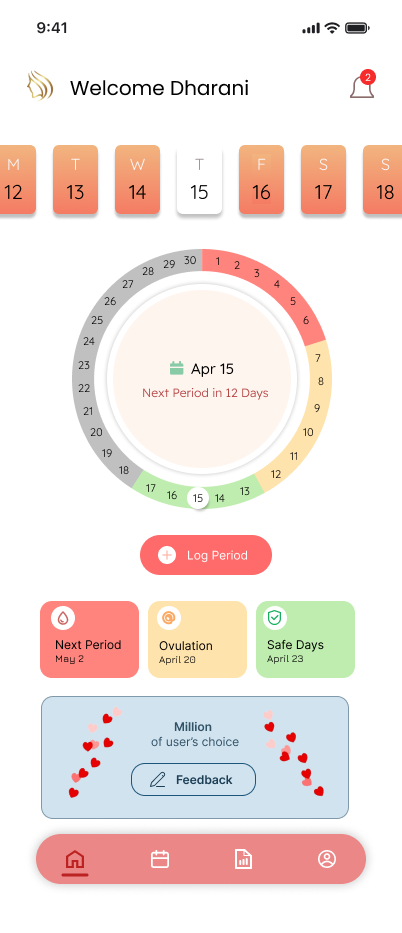 9:41
Welcome Dharani
2
M T W T F S S
12 13 14 15 16 17 18
30 1 2 3 4 5 6 7 8 9 10 11 12 13 14 15 16 17 18 19 20 21 22 23 24 25 26 27 28 29
Apr 15
Next Period in 12 Days
Log Period
Next Period
May 2
Ovulation
April 20
Safe Days
April 23
Million
of user's choice
Feedback